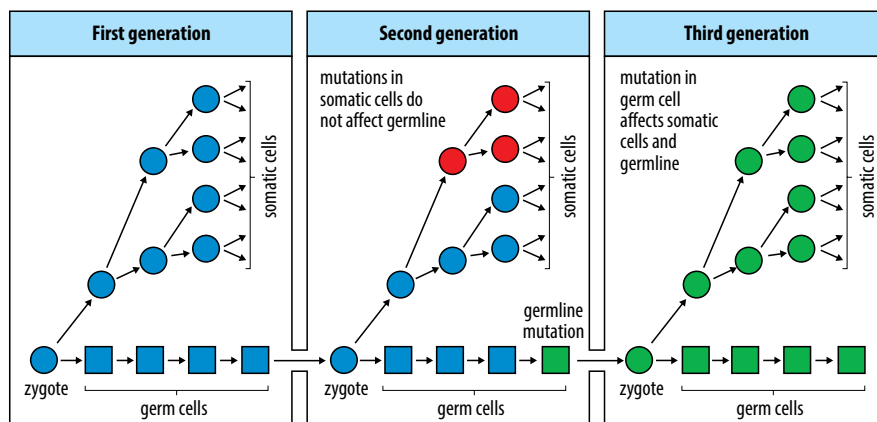 First generation
somatic cells
zygote
germ cells
Second generation
mutations in
somatic cells do
not affect germline
somatic cells
germline
mutation
zygote
germ cells
Third generation
mutation in
germ cell
affects somatic
cells and
germline
somatic cells
zygote
germ cells